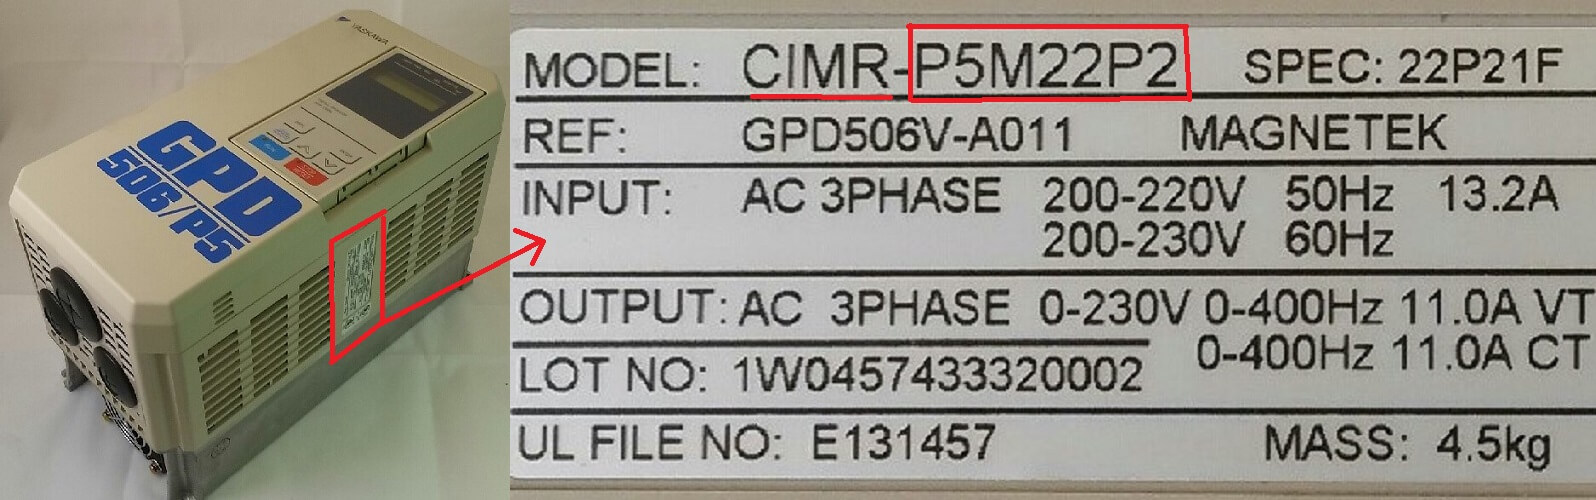 YASKAWA
GPD
506/P5
MODEL: CIMR-P5M22P2 SPEC: 22P21F
REF: GPD506V-A011 MAGNETEK
INPUT: AC 3PHASE 200-220V 50Hz 13.2A
200-230V 60Hz
OUTPUT: AC 3PHASE 0-230V 0-400Hz 11.0A VT
0-400Hz 11.0A CT
LOT NO: 1W0457433320002
UL FILE NO: E131457 MASS: 4.5kg